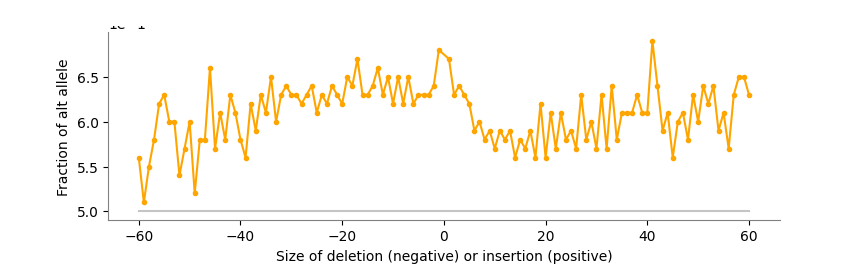 6.5
6.0
5.5
5.0
Fraction of alt allele
−60 −40 −20 0 20 40 60
Size of deletion (negative) or insertion (positive)